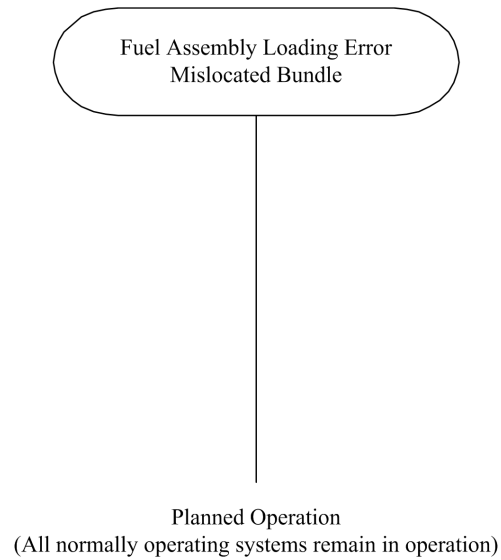 Fuel Assembly Loading Error
Mislocated Bundle
Planned Operation
(All normally operating systems remain in operation)